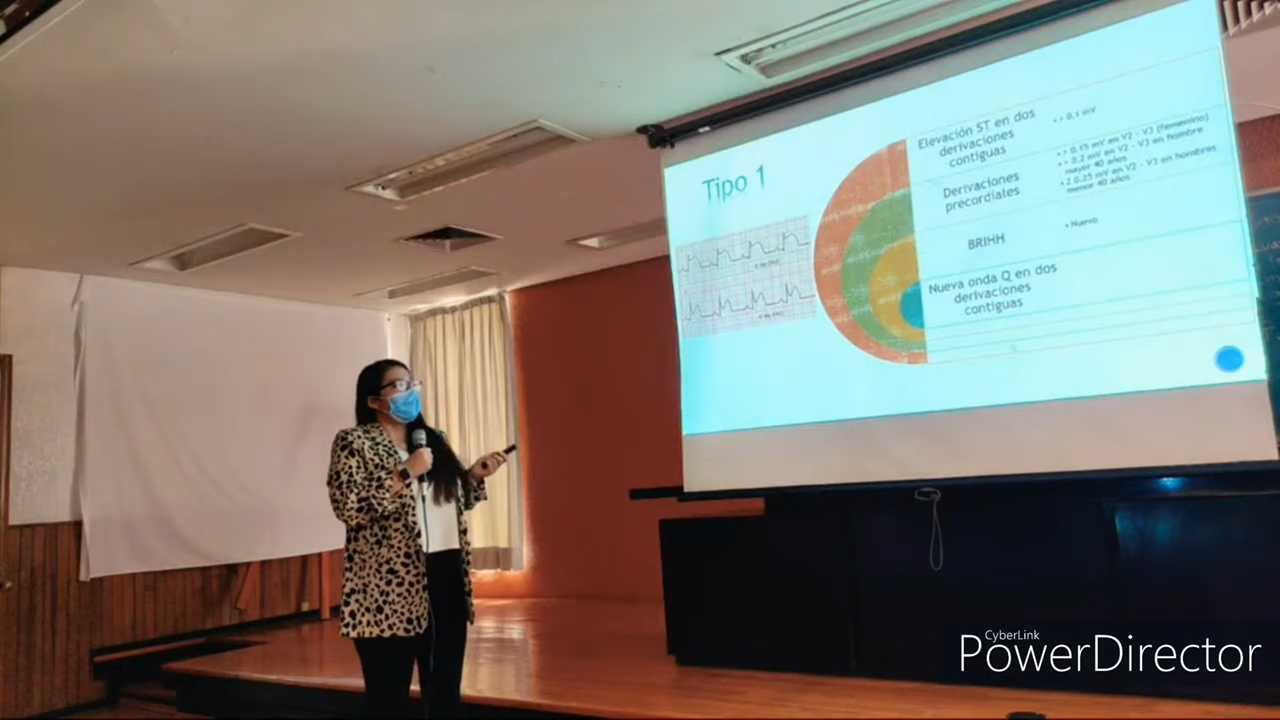 Tipo 1
Elevación ST en dos
derivaciones
contiguas
• > 0.1 mV
Derivaciones
precordiales
• > 0.15 mV en V2 - V3 (femenino)
• > 0.2 mV en V2 - V3 en hombre
mayor 40 años
• ≥ 0.25 mV en V2 - V3 en hombres
menor 40 años
BRIHH
• Nuevo
Nueva onda Q en dos
derivaciones
contiguas
CyberLink
PowerDirector